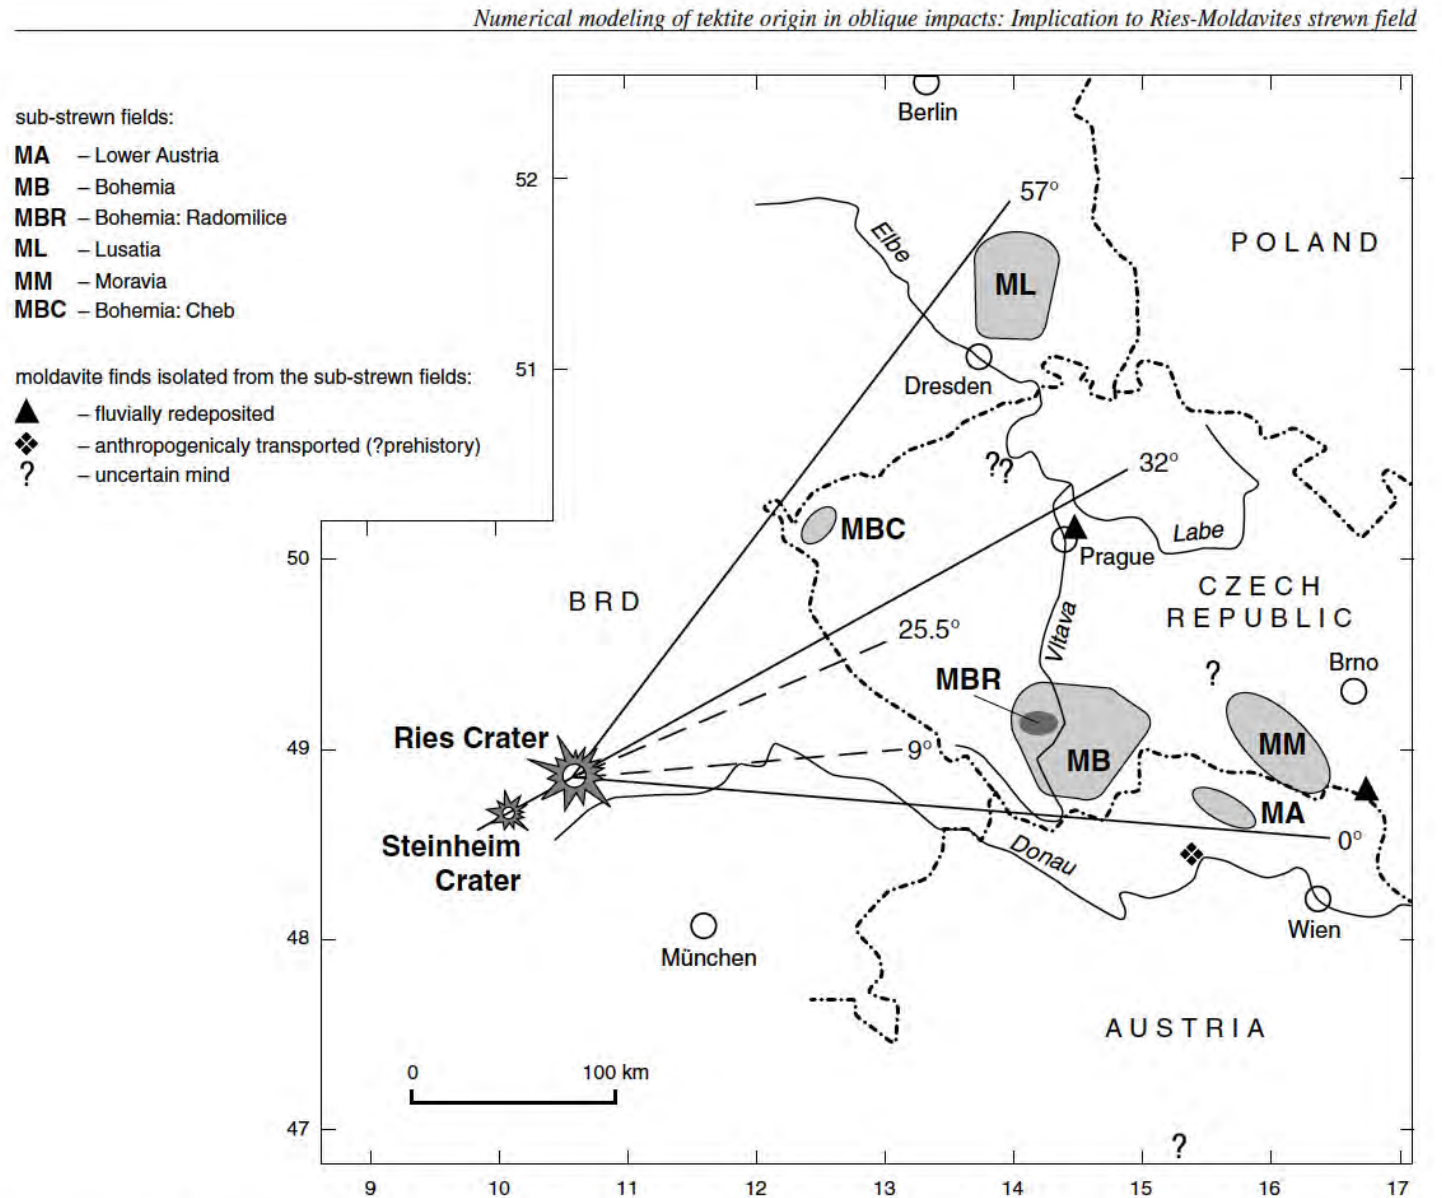 Numerical modeling of tektite origin in oblique impacts: Implication to Ries-Moldavites strewn field
sub-strewn fields:
MA – Lower Austria
MB – Bohemia
MBR – Bohemia: Radomilice
ML – Lusatia
MM – Moravia
MBC – Bohemia: Cheb
moldavite finds isolated from the sub-strewn fields:
– fluvially redeposited
– anthropogenicaly transported (?prehistory)
? – uncertain mind
Berlin
52
57°
Elbe
POLAND
ML
51
Dresden
??
32°
MBC
Labe
Prague
50
BRD
CZECH
REPUBLIC
25.5°
Vltava
?
Brno
MBR
Ries Crater
49
9°
MB
MM
MA
Steinheim
Crater
0°
Donau
48
München
Wien
AUSTRIA
0 100 km
47
?
9 10 11 12 13 14 15 16 17